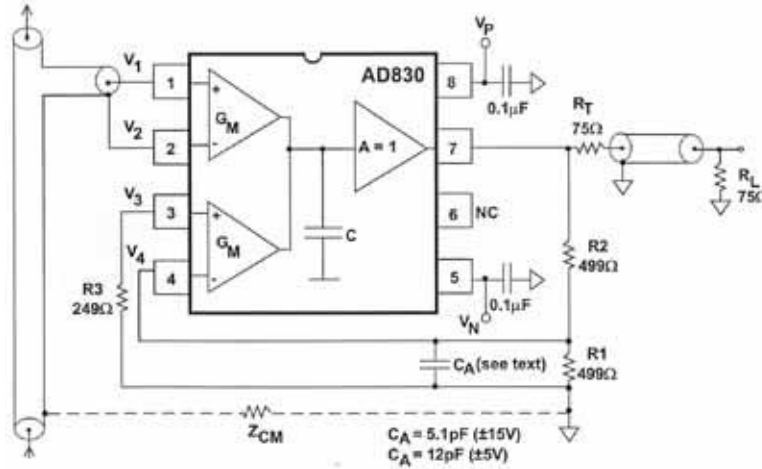 V1
V2
V3
V4
1
2
3
4
+
-
GM
+
-
GM
AD830
A = 1
C
8
7
6
5
NC
VP
0.1μF
VN
0.1μF
RT
75Ω
RL
75Ω
R2
499Ω
R1
499Ω
R3
249Ω
CA (see text)
ZCM
CA = 5.1pF (±15V)
CA = 12pF (±5V)